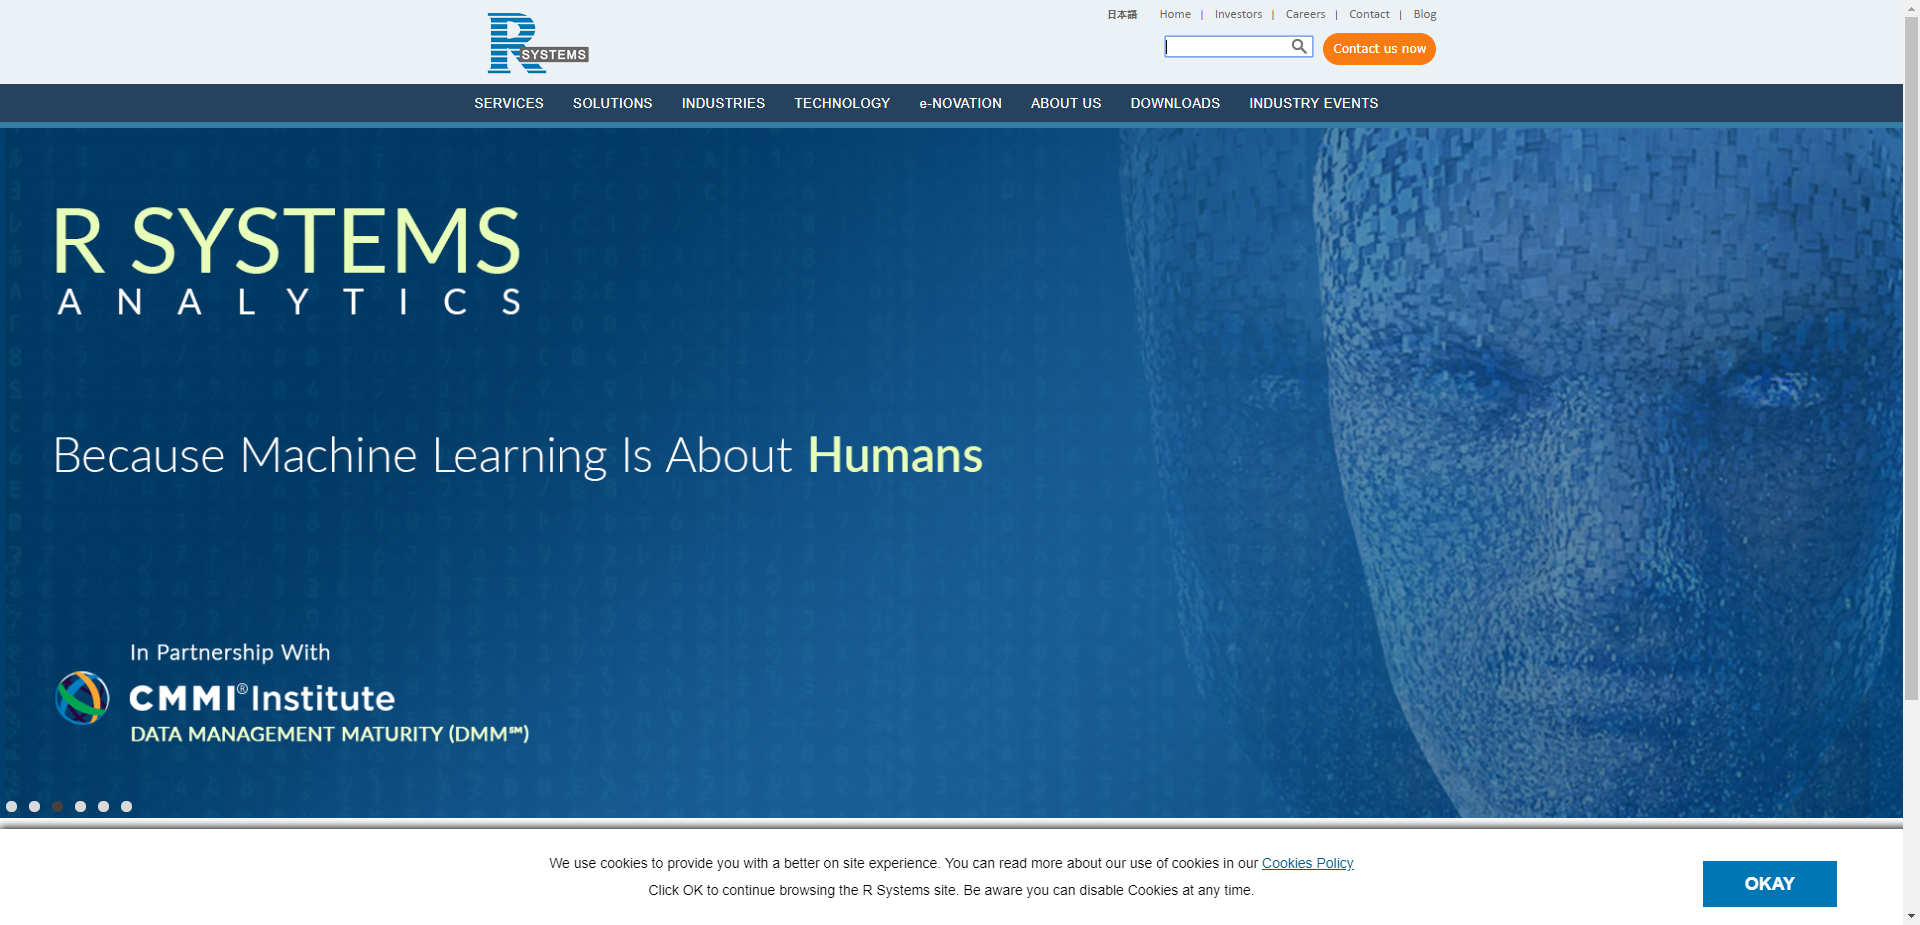 日本語 Home | Investors | Careers | Contact | Blog
R SYSTEMS
Contact us now
SERVICES SOLUTIONS INDUSTRIES TECHNOLOGY e-NOVATION ABOUT US DOWNLOADS INDUSTRY EVENTS
R SYSTEMS
ANALYTICS
Because Machine Learning Is About Humans
In Partnership With
CMMI® Institute
DATA MANAGEMENT MATURITY (DMM℠)
We use cookies to provide you with a better on site experience. You can read more about our use of cookies in our Cookies Policy
Click OK to continue browsing the R Systems site. Be aware you can disable Cookies at any time.
OKAY